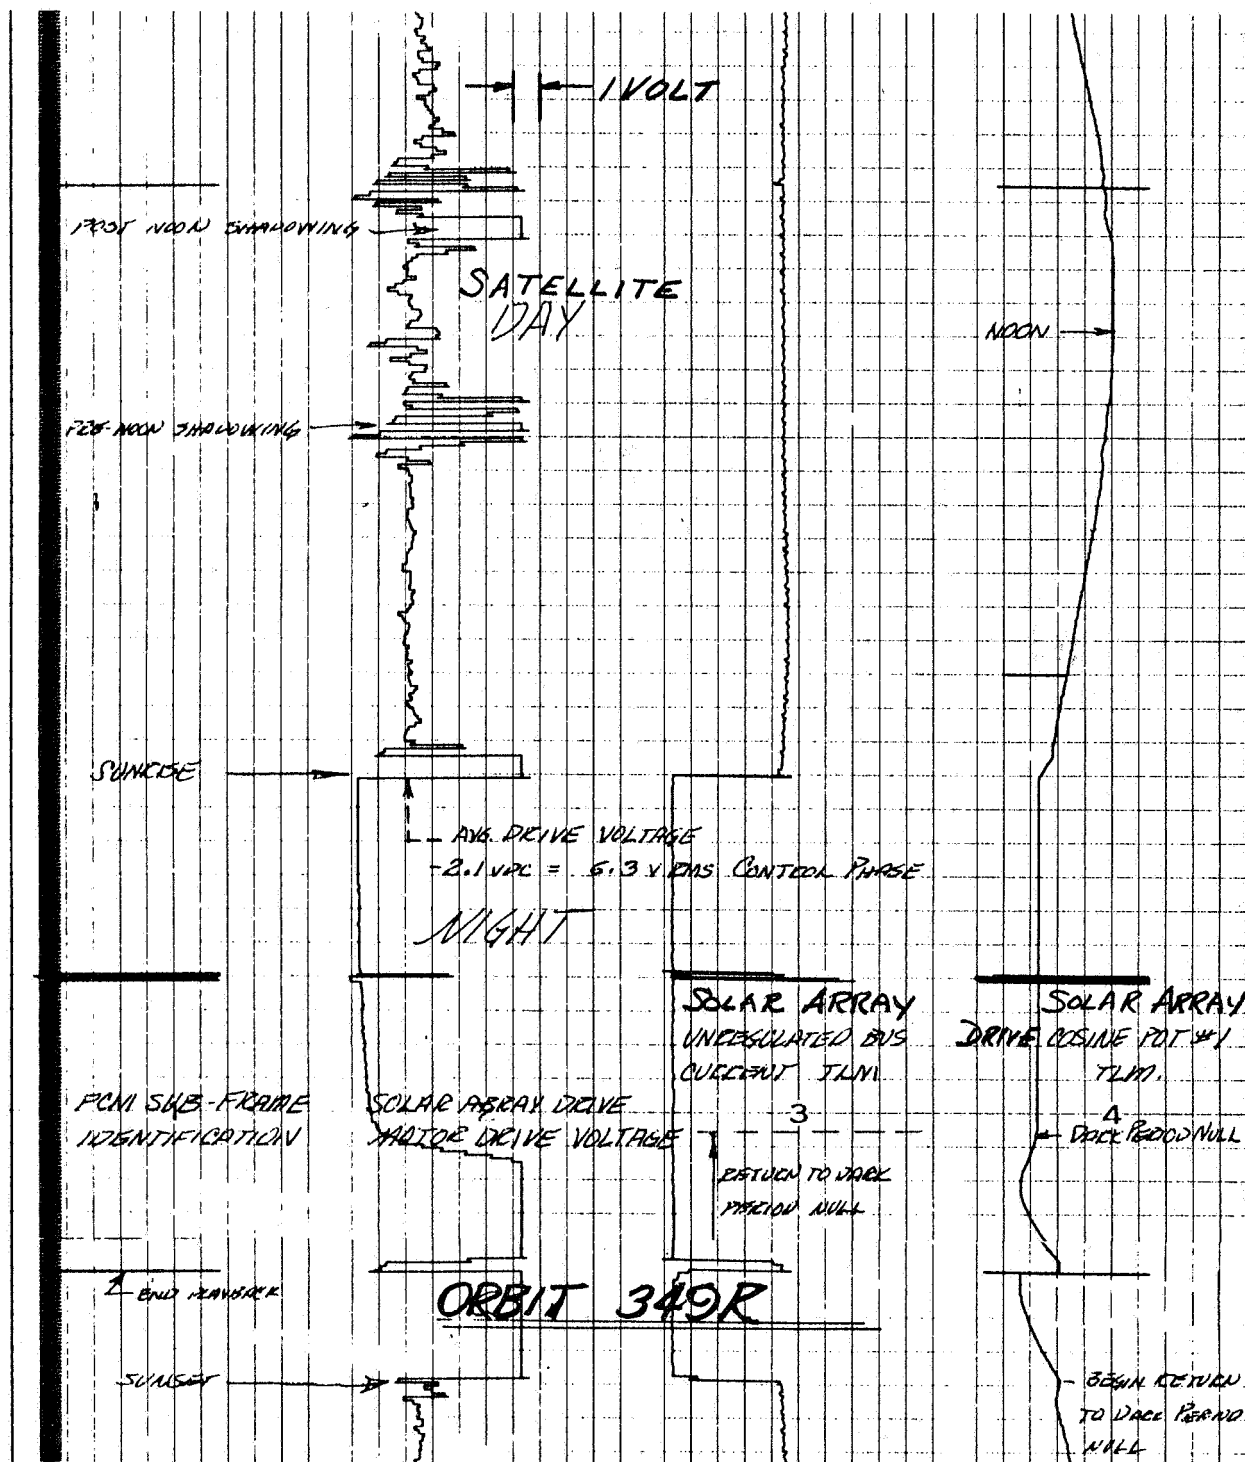 1 VOLT
POST NOON SHADOWING
SATELLITE
DAY
NOON
PRE-NOON SHADOWING
SUNRISE
AVG. DRIVE VOLTAGE
-2.1 VDC = 6.3 V RMS CONTROL PHASE
NIGHT
SOLAR ARRAY
UNREGULATED BUS
CURRENT TLM
3
SOLAR ARRAY
DRIVE COSINE POT #1
TLM.
4
PCM SUB-FRAME
IDENTIFICATION
SOLAR ARRAY DRIVE
MOTOR DRIVE VOLTAGE
DARK PERIOD NULL
RETURN TO DARK
PERIOD NULL
END PLAYBACK
ORBIT 349R
SUNSET
BEGIN RETURN
TO DARK PERIOD
NULL